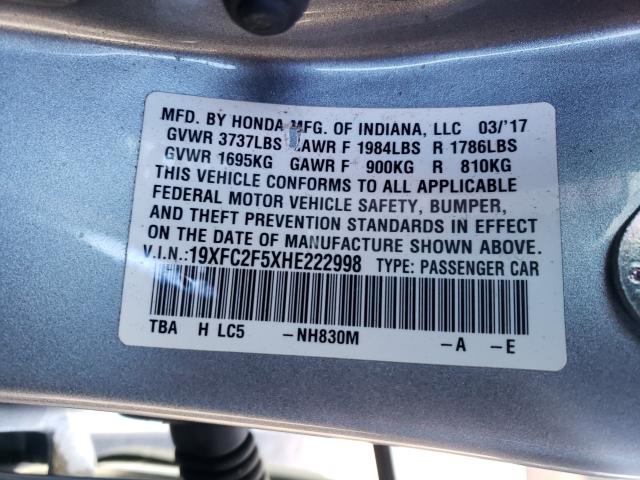 MFD. BY HONDA MFG. OF INDIANA, LLC 03/'17
GVWR 3737LBS GAWR F 1984LBS R 1786LBS
GVWR 1695KG GAWR F 900KG R 810KG
THIS VEHICLE CONFORMS TO ALL APPLICABLE
FEDERAL MOTOR VEHICLE SAFETY, BUMPER,
AND THEFT PREVENTION STANDARDS IN EFFECT
ON THE DATE OF MANUFACTURE SHOWN ABOVE.
V.I.N.:19XFC2F5XHE222998 TYPE: PASSENGER CAR
TBA H LC5 -NH830M -A -E